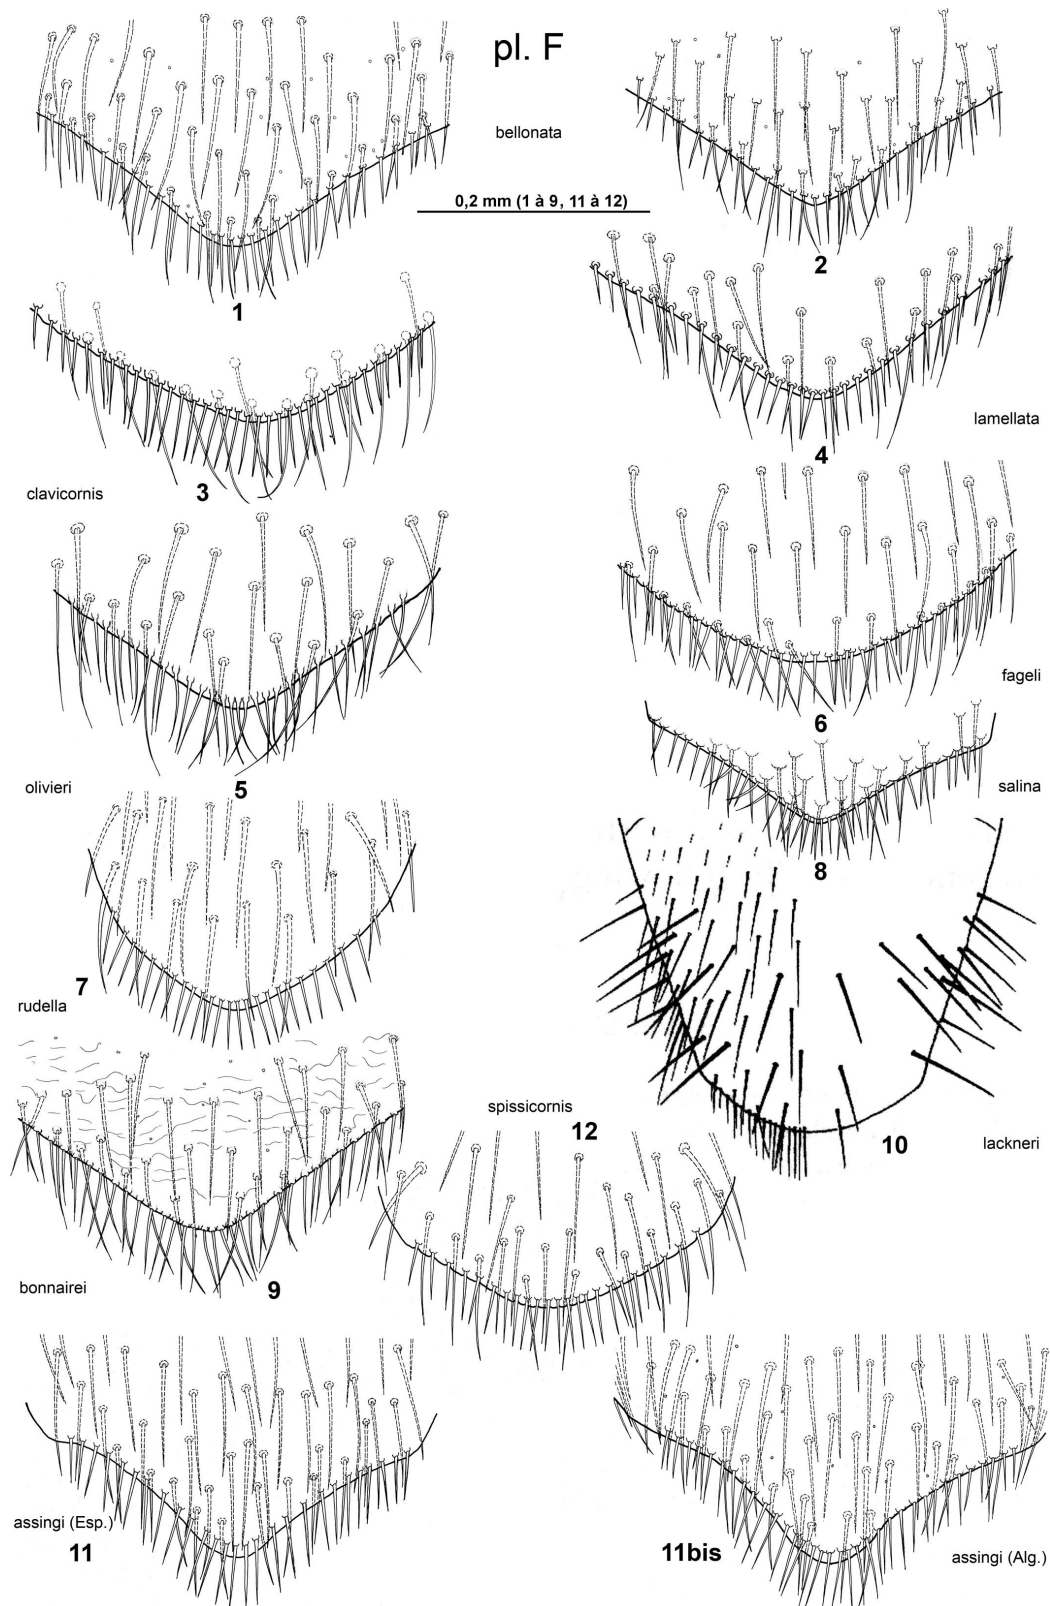 pl. F
bellonata
0,2 mm (1 à 9, 11 à 12)
1
2
clavicornis
3
4
lamellata
olivieri
5
6
fageli
salina
8
7
rudella
10
lackneri
spissicornis
12
bonnairei
9
assingi (Esp.)
11
11bis
assingi (Alg.)